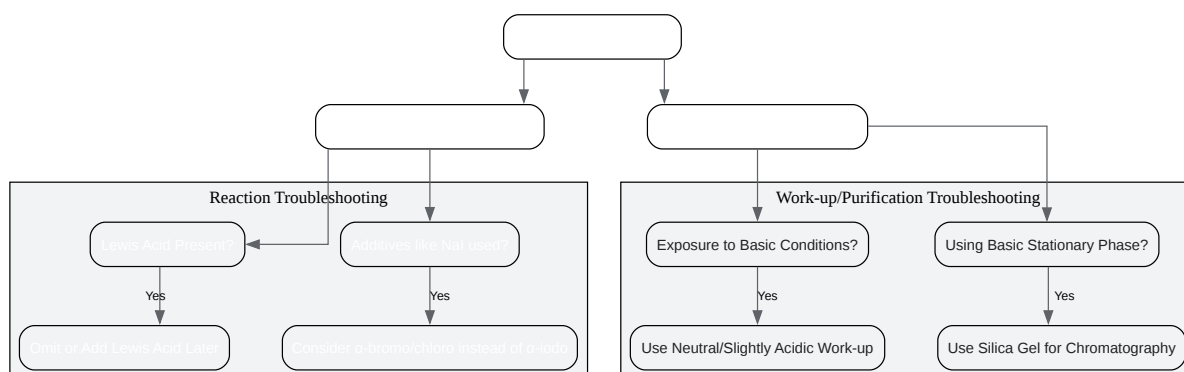 Reaction Troubleshooting
Work-up/Purification Troubleshooting
Lewis Acid Present?
Additives like NaI used?
Exposure to Basic Conditions?
Using Basic Stationary Phase?
Yes
Yes
Yes
Yes
Omit or Add Lewis Acid Later
Consider α-bromo/chloro instead of α-iodo
Use Neutral/Slightly Acidic Work-up
Use Silica Gel for Chromatography